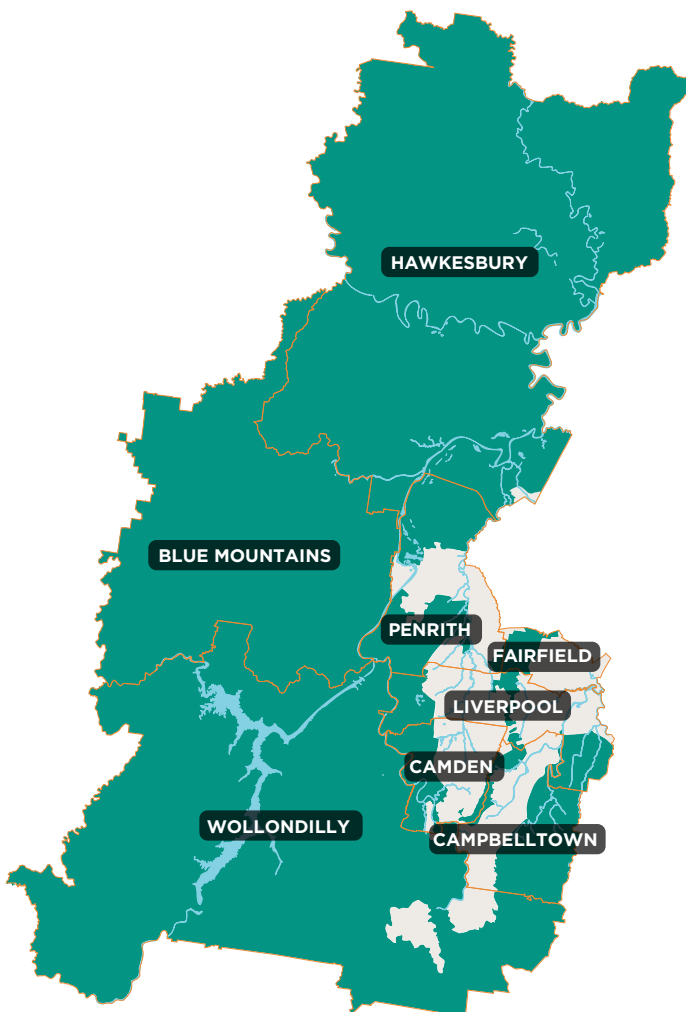 HAWKESBURY
BLUE MOUNTAINS
PENRITH
FAIRFIELD
LIVERPOOL
CAMDEN
WOLLONDILLY
CAMPBELLTOWN